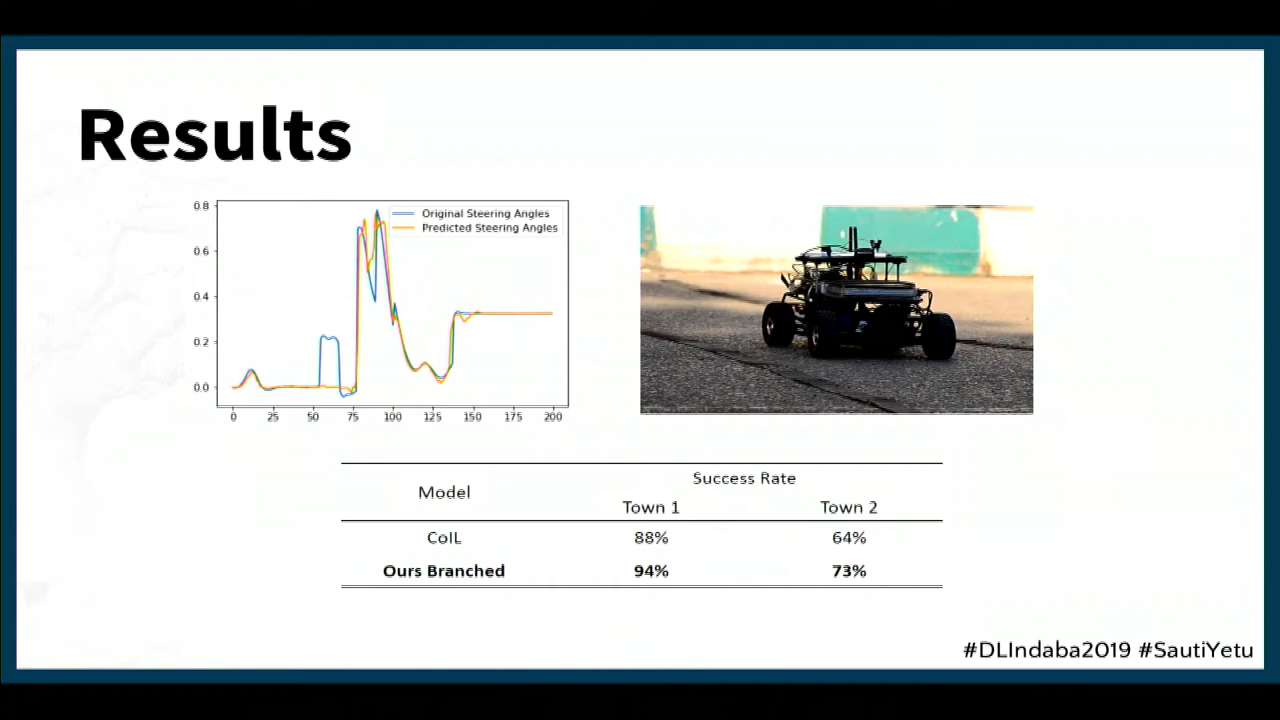 Results
0.8
0.6
0.4
0.2
0.0
Original Steering Angles
Predicted Steering Angles
0 25 50 75 100 125 150 175 200
Model Success Rate
Town 1 Town 2
CoIL 88% 64%
Ours Branched 94% 73%
#DLIndaba2019 #SautiYetu